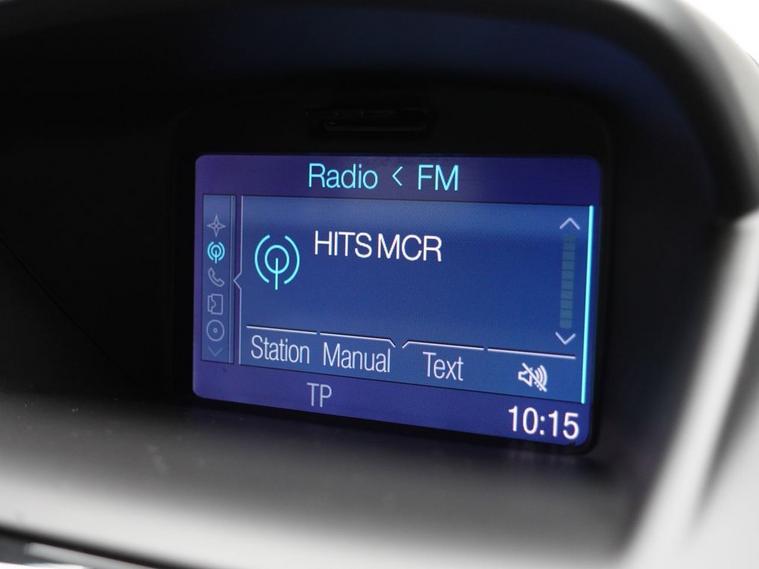 Radio < FM
HITS MCR
Station Manual Text
TP
10:15